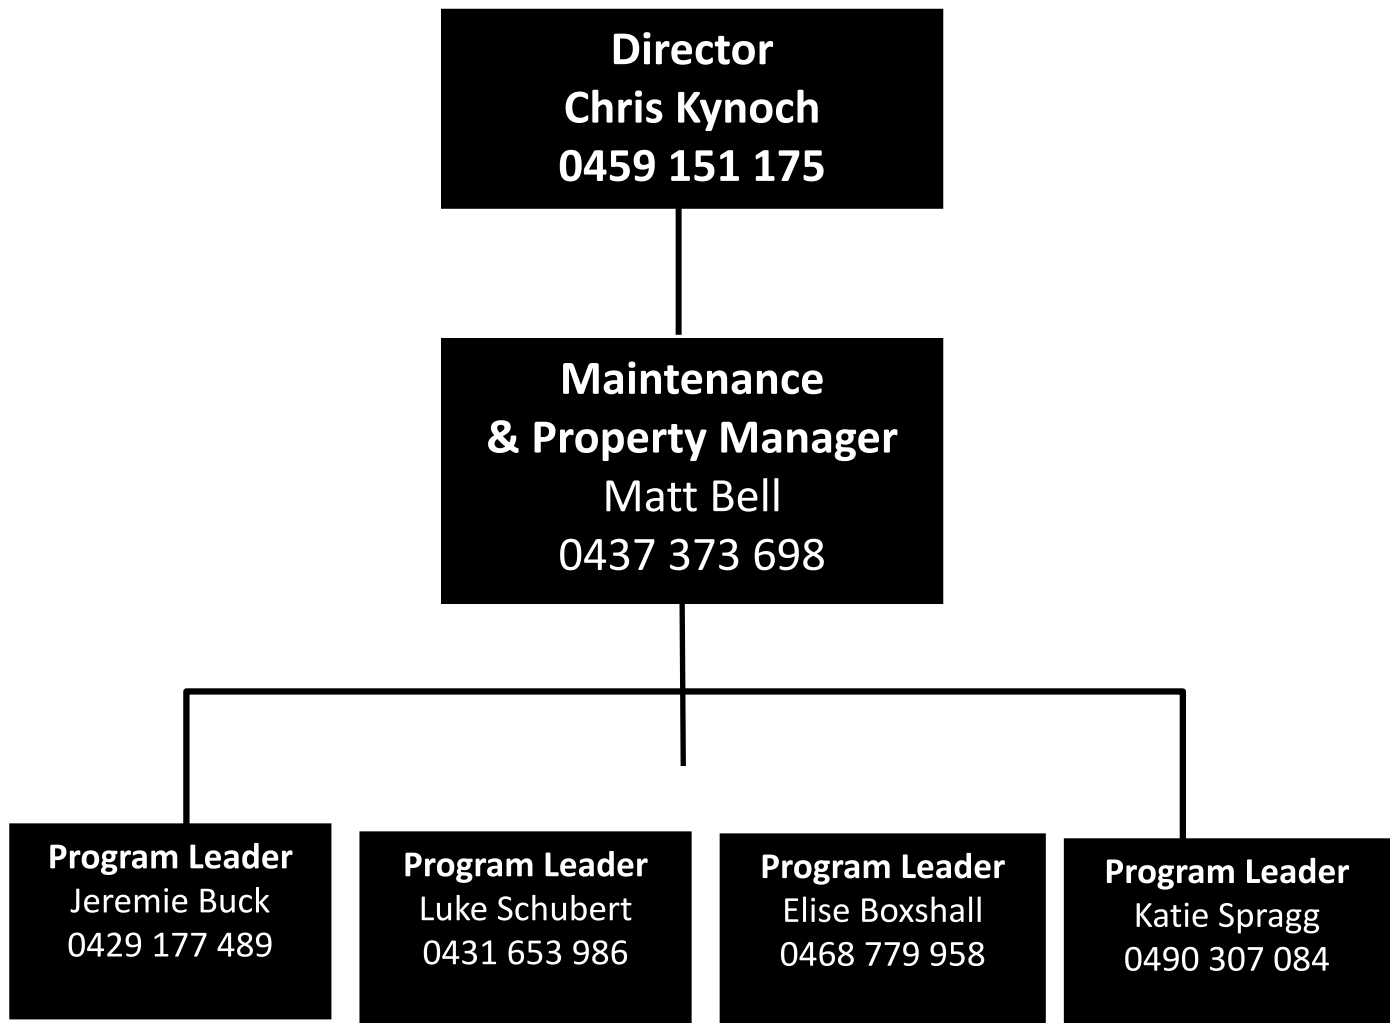 Director
Chris Kynoch
0459 151 175
Maintenance
& Property Manager
Matt Bell
0437 373 698
Program Leader
Jeremie Buck
0429 177 489
Program Leader
Luke Schubert
0431 653 986
Program Leader
Elise Boxshall
0468 779 958
Program Leader
Katie Spragg
0490 307 084